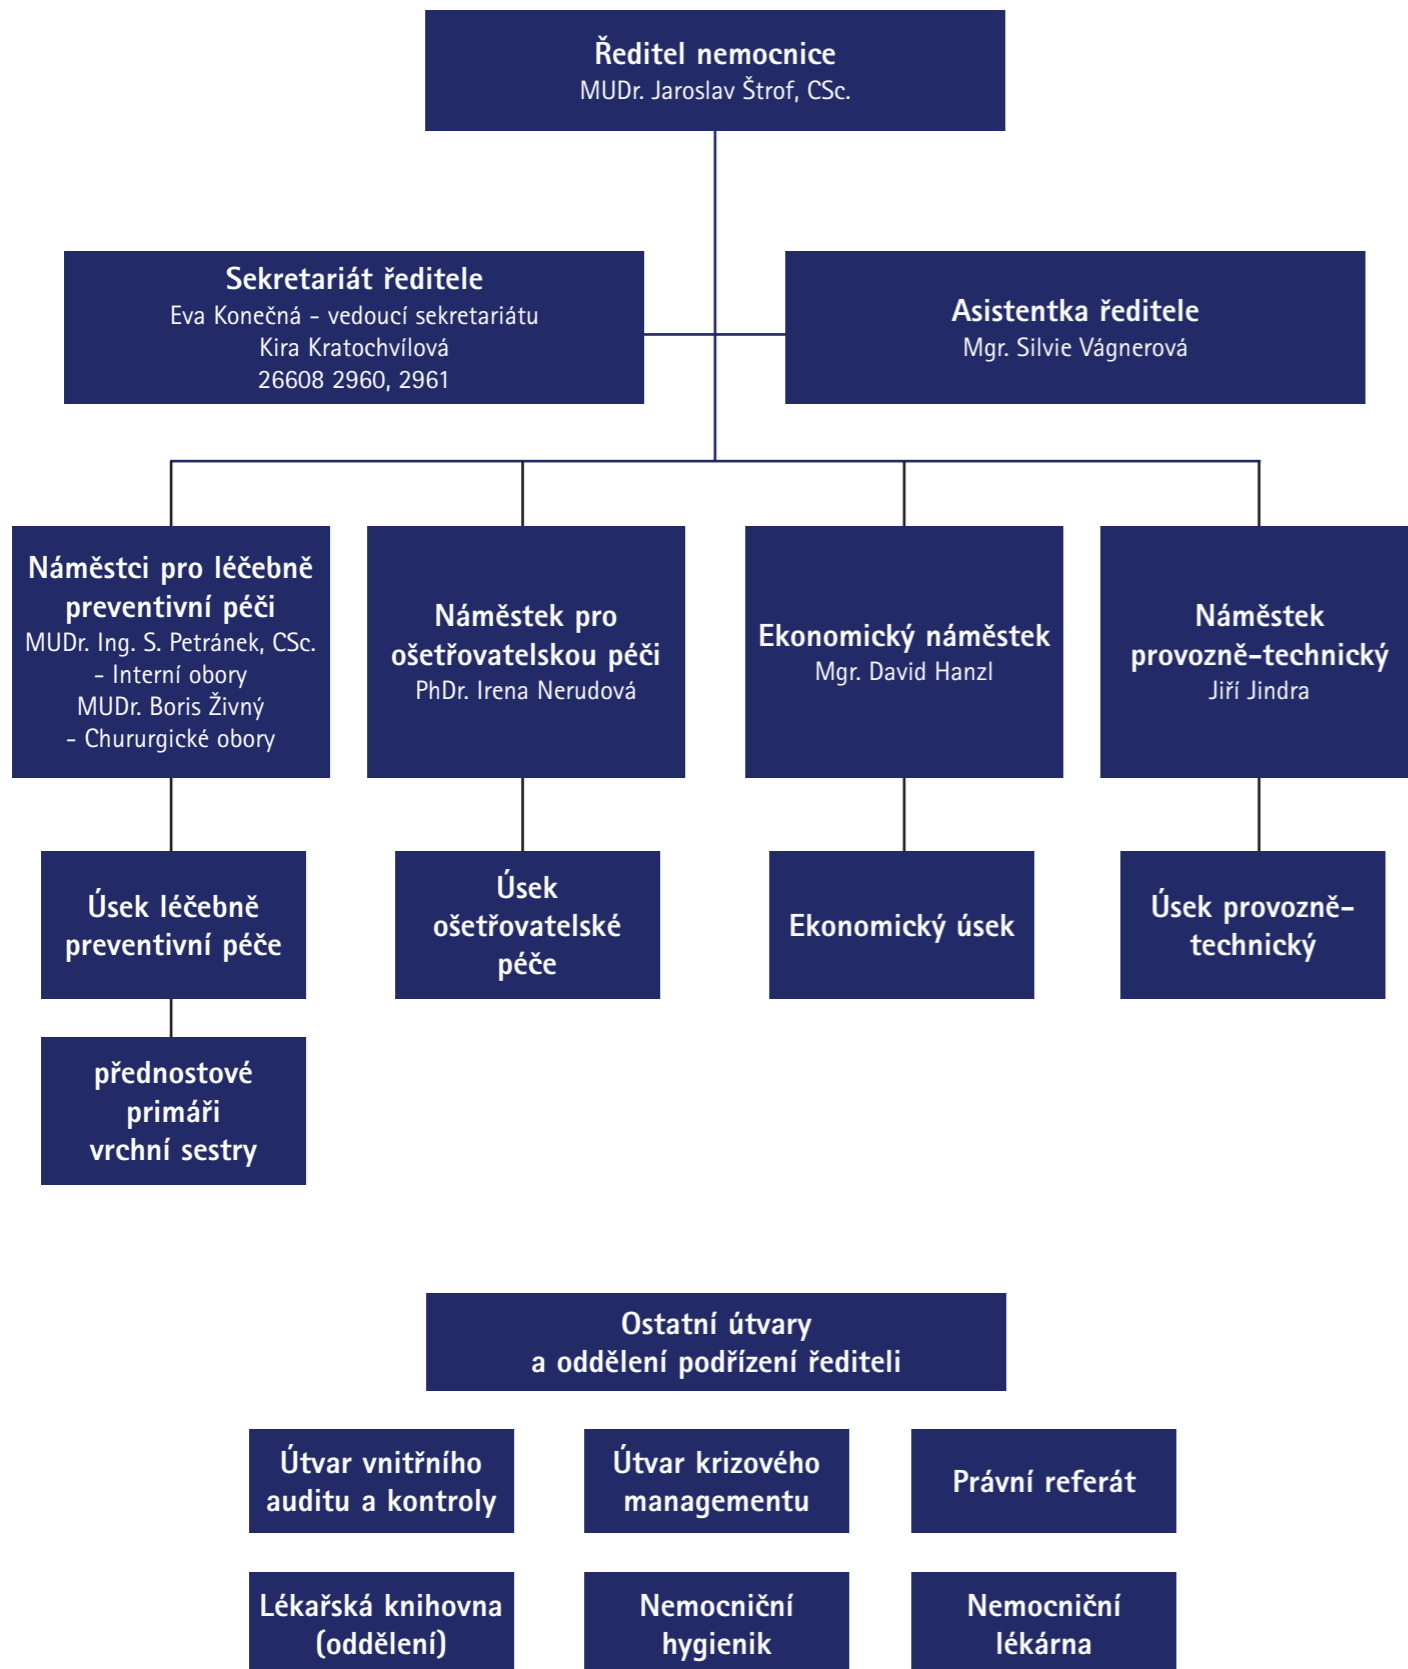 Ředitel nemocnice
MUDr. Jaroslav Štrof, CSc.
Sekretariát ředitele
Eva Konečná - vedoucí sekretariátu
Kira Kratochvílová
26608 2960, 2961
Asistentka ředitele
Mgr. Silvie Vágnerová
Náměstci pro léčebně
preventivní péči
MUDr. Ing. S. Petránek, CSc.
- Interní obory
MUDr. Boris Živný
- Chururgické obory
Náměstek pro
ošetřovatelskou péči
PhDr. Irena Nerudová
Ekonomický náměstek
Mgr. David Hanzl
Náměstek
provozně-technický
Jiří Jindra
Úsek léčebně
preventivní péče
Úsek
ošetřovatelské
péče
Ekonomický úsek
Úsek provozně-
technický
přednostové
primáři
vrchní sestry
Ostatní útvary
a oddělení podřízení řediteli
Útvar vnitřního
auditu a kontroly
Útvar krizového
managementu
Právní referát
Lékařská knihovna
(oddělení)
Nemocniční
hygienik
Nemocniční
lékárna